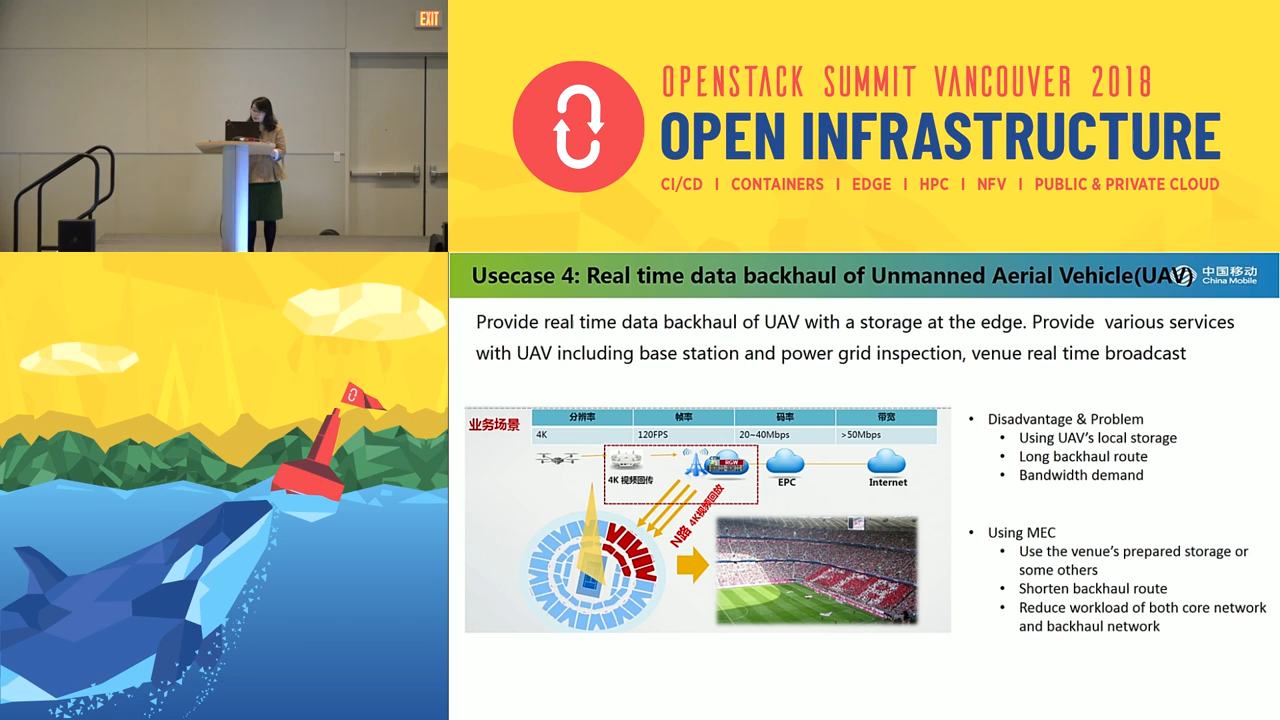 EXIT
OPENSTACK SUMMIT VANCOUVER 2018
OPEN INFRASTRUCTURE
CI/CD I CONTAINERS I EDGE I HPC I NFV I PUBLIC & PRIVATE CLOUD
Usecase 4: Real time data backhaul of Unmanned Aerial Vehicle(UAV)
中国移动
China Mobile
Provide real time data backhaul of UAV with a storage at the edge. Provide various services
with UAV including base station and power grid inspection, venue real time broadcast
业务场景
分辨率 帧率 码率 带宽
4K 120FPS 20~40Mbps >50Mbps
RGW
4K 视频回传
EPC
Internet
N路 4K视频回放
• Disadvantage & Problem
• Using UAV's local storage
• Long backhaul route
• Bandwidth demand
• Using MEC
• Use the venue's prepared storage or
some others
• Shorten backhaul route
• Reduce workload of both core network
and backhaul network